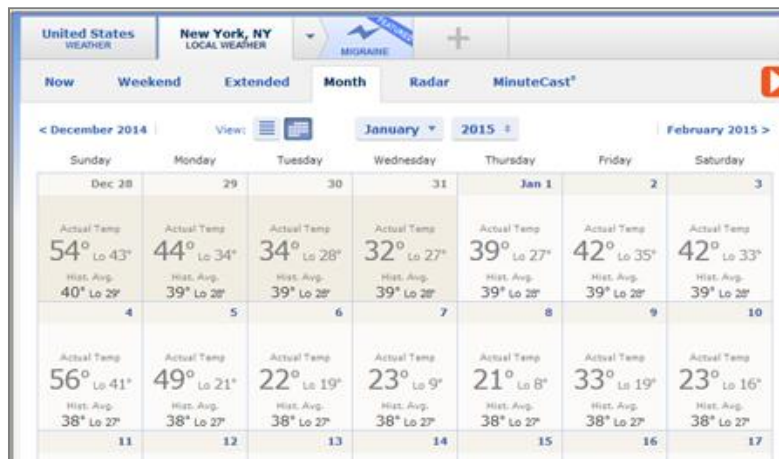 United States New York, NY FEATURED
WEATHER LOCAL WEATHER MIGRAINE
Now Weekend Extended Month Radar MinuteCast®
< December 2014 View: January 2015 February 2015 >
Sunday Monday Tuesday Wednesday Thursday Friday Saturday
Dec 28 29 30 31 Jan 1 2 3
Actual Temp Actual Temp Actual Temp Actual Temp Actual Temp Actual Temp Actual Temp
54° Lo 43° 44° Lo 34° 34° Lo 28° 32° Lo 27° 39° Lo 27° 42° Lo 35° 42° Lo 33°
Hist. Avg. Hist. Avg. Hist. Avg. Hist. Avg. Hist. Avg. Hist. Avg. Hist. Avg.
40° Lo 29° 39° Lo 28° 39° Lo 28° 39° Lo 28° 39° Lo 28° 39° Lo 28° 39° Lo 28°
4 5 6 7 8 9 10
Actual Temp Actual Temp Actual Temp Actual Temp Actual Temp Actual Temp Actual Temp
56° Lo 41° 49° Lo 21° 22° Lo 19° 23° Lo 9° 21° Lo 8° 33° Lo 19° 23° Lo 16°
Hist. Avg. Hist. Avg. Hist. Avg. Hist. Avg. Hist. Avg. Hist. Avg. Hist. Avg.
38° Lo 27° 38° Lo 27° 38° Lo 27° 38° Lo 27° 38° Lo 27° 38° Lo 27° 38° Lo 27°
11 12 13 14 15 16 17